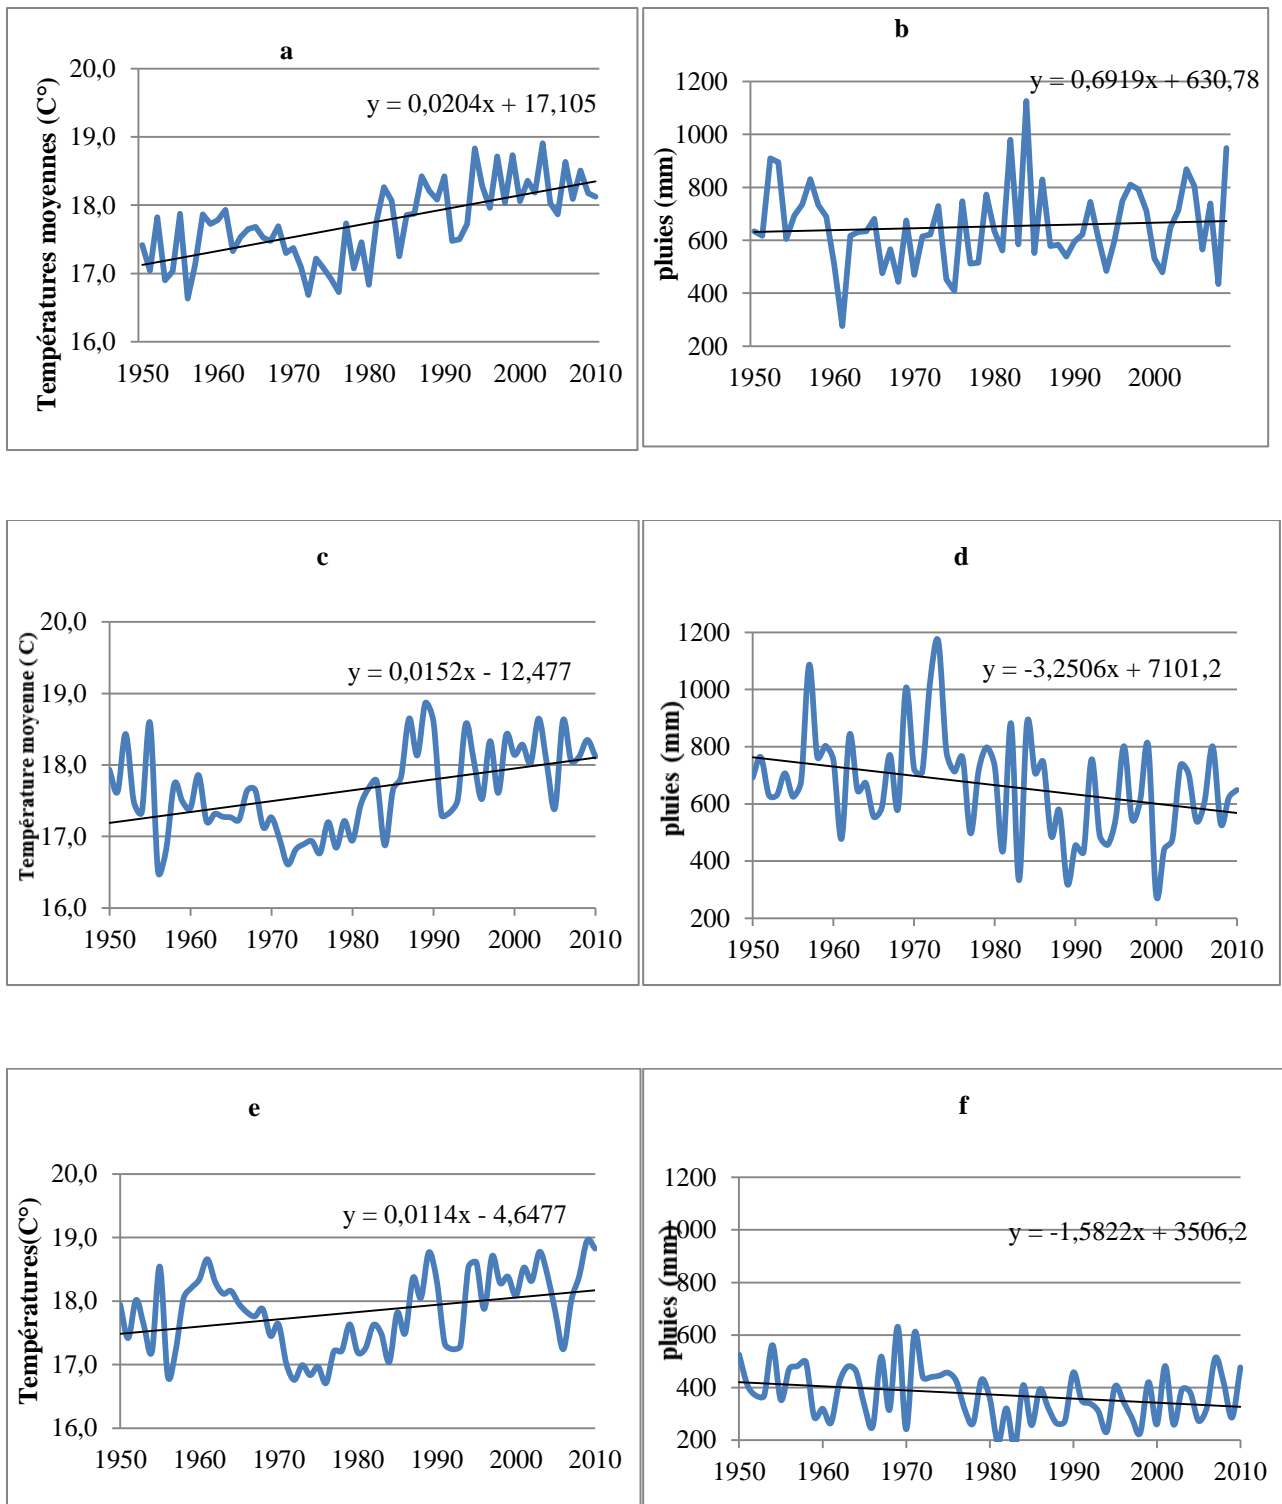 a
Températures moyennes (C°)
20,0
19,0
18,0
17,0
16,0
y = 0,0204x + 17,105
1950 1960 1970 1980 1990 2000 2010
b
pluies (mm)
1200
1000
800
600
400
200
y = 0,6919x + 630,78
1950 1960 1970 1980 1990 2000
c
Température moyenne (C)
20,0
19,0
18,0
17,0
16,0
y = 0,0152x - 12,477
1950 1960 1970 1980 1990 2000 2010
d
pluies (mm)
1200
1000
800
600
400
200
y = -3,2506x + 7101,2
1950 1960 1970 1980 1990 2000 2010
e
Températures(C°)
20,0
19,0
18,0
17,0
16,0
y = 0,0114x - 4,6477
1950 1960 1970 1980 1990 2000 2010
f
pluies (mm)
1200
1000
800
600
400
200
y = -1,5822x + 3506,2
1950 1960 1970 1980 1990 2000 2010